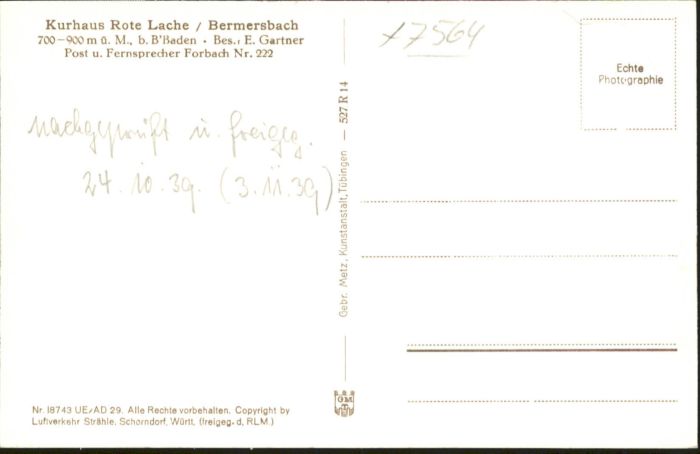 Kurhaus Rote Lache / Bermersbach
700-900 m ü. M., b. B'Baden · Bes.: E. Gartner
Post u. Fernsprecher Forbach Nr. 222
nachgeprüft u. freigeg.
24. 10. 39. (3. 11. 39)
Nr. 18743 UE/AD 29. Alle Rechte vorbehalten. Copyright by
Luftverkehr Strähle, Schorndorf, Württ. (freigeg. d. RLM.)
Gebr. Metz, Kunstanstalt, Tübingen — 527 R 14
GM
x7564
Echte
Photographie